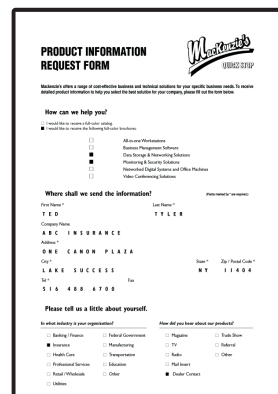 PRODUCT INFORMATION
REQUEST FORM
MacKenzie's
QUICK STOP
Mackenzie's offers a range of cost-effective business and technical solutions for your specific business needs. To receive
detailed product information to help you select the best solution for your company, please fill out the form below.
How can we help you?
□ I would like to receive a full-color catalog.
■ I would like to receive the following full-color brochures:
□ All-in-one Workstations
□ Business Management Software
■ Data Storage & Networking Solutions
■ Monitoring & Security Solutions
□ Networked Digital Systems and Office Machines
□ Video Conferencing Solutions
Where shall we send the information? (Fields marked by * are required.)
First Name * Last Name *
TED TYLER
Company Name
ABC INSURANCE
Address *
ONE CANON PLAZA
City * State * Zip / Postal Code *
LAKE SUCCESS NY 11404
Tel * Fax
516 488 6700
Please tell us a little about yourself.
In what industry is your organization? How did you hear about our products?
□ Banking / Finance □ Federal Government □ Magazine □ Trade Show
■ Insurance □ Manufacturing □ TV □ Referral
□ Health Care □ Transportation □ Radio □ Other
□ Professional Services □ Education □ Mail Insert
□ Retail / Wholesale □ Other ■ Dealer Contact
□ Utilities